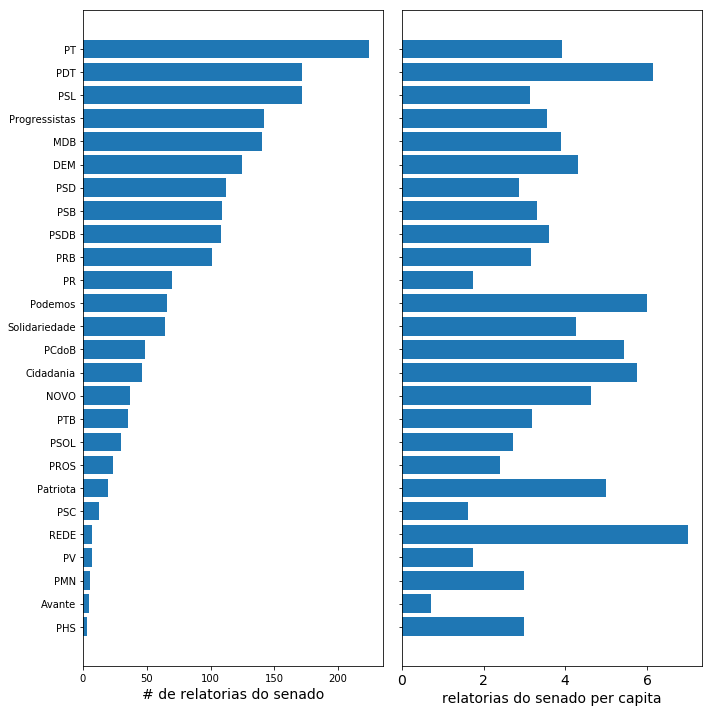 PT
PDT
PSL
Progressistas
MDB
DEM
PSD
PSB
PSDB
PRB
PR
Podemos
Solidariedade
PCdoB
Cidadania
NOVO
PTB
PSOL
PROS
Patriota
PSC
REDE
PV
PMN
Avante
PHS
0 50 100 150 200
# de relatorias do senado
0 2 4 6
relatorias do senado per capita